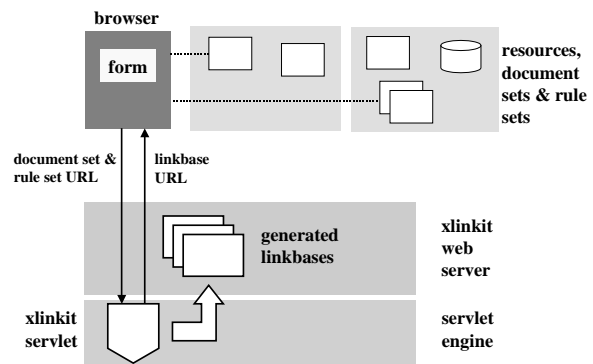 browser
form
resources,
document
sets & rule
sets
document set &
rule set URL
linkbase
URL
generated
linkbases
xlinkit
web
server
xlinkit
servlet
servlet
engine